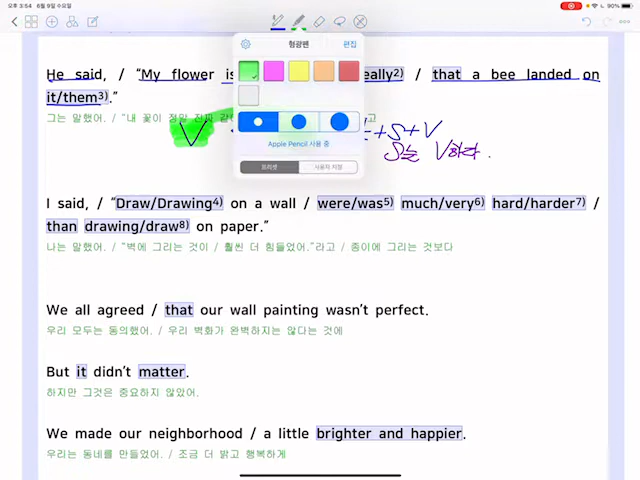 오후 3:54 6월 9일 수요일
90%
형광펜
편집
Apple Pencil 사용 중
프리셋
사용자 지정
He said, / “My flower is eally2) / that a bee landed on
it/them3).”
그는 말했어. / “내 꽃이 정말 진짜 같 고
V + S + V
S는 V하라.
I said, / “Draw/Drawing4) on a wall / were/was5) much/very6) hard/harder7) /
than drawing/draw8) on paper.”
나는 말했어. / “벽에 그리는 것이 / 훨씬 더 힘들었어.”라고 / 종이에 그리는 것보다
We all agreed / that our wall painting wasn’t perfect.
우리 모두는 동의했어. / 우리 벽화가 완벽하지는 않다는 것에
But it didn’t matter.
하지만 그것은 중요하지 않았어.
We made our neighborhood / a little brighter and happier.
우리는 동네를 만들었어. / 조금 더 밝고 행복하게